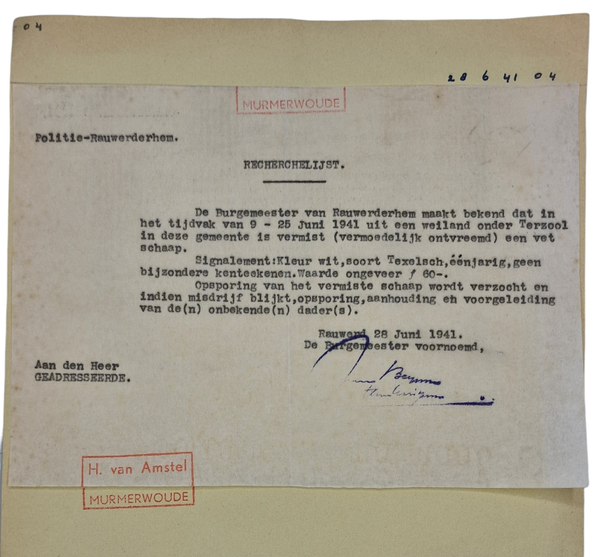 04
28 6 41 04
MURMERWOUDE
Politie-Rauwerderhem.
RECHERCHELIJST.
De Burgemeester van Rauwerderhem maakt bekend dat in
het tijdvak van 9 - 25 Juni 1941 uit een weiland onder Terzool
in deze gemeente is vermist (vermoedelijk ontvreemd) een vet
schaap.
Signalement:Kleur wit,soort Texelsch,éénjarig,geen
bijzondere kenteekenen.Waarde ongeveer ƒ 60-.
Opsporing van het vermiste schaap wordt verzocht en
indien misdrijf blijkt,opsporing,aanhouding en voorgeleiding
van de(n) onbekende(n) dader(s).
Rauwerd 28 Juni 1941.
De Burgemeester voornoemd,
Aan den Heer
GEADRESSEERDE.
H. van Amstel
MURMERWOUDE